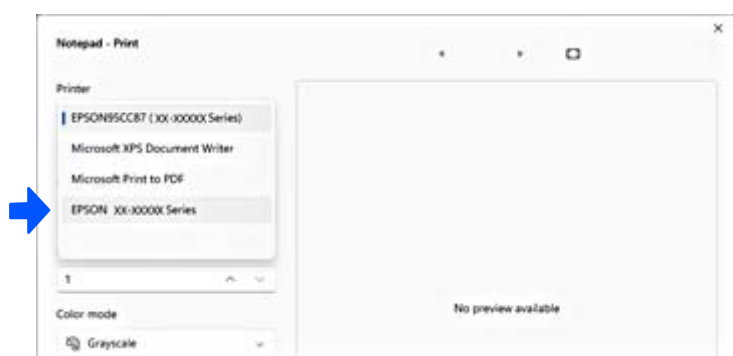 Notepad - Print
Printer
EPSON95CC87 ( XX-XXXXX Series)
Microsoft XPS Document Writer
Microsoft Print to PDF
EPSON XX-XXXXX Series
1
Color mode
Grayscale
No preview available